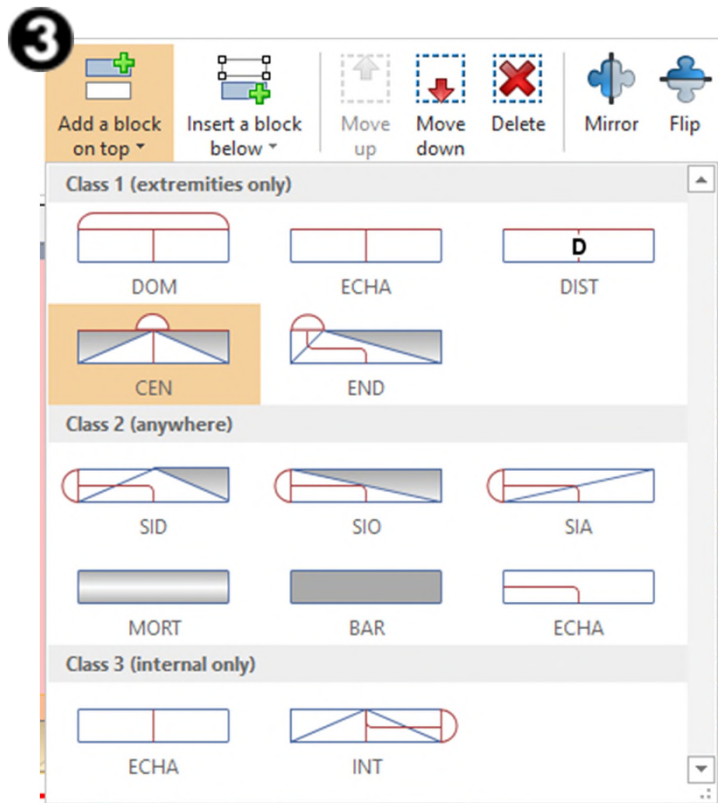 3
Add a block
on top
Insert a block
below
Move
up
Move
down
Delete
Mirror
Flip
Class 1 (extremities only)
D
DOM ECHA DIST
CEN END
Class 2 (anywhere)
SID SIO SIA
MORT BAR ECHA
Class 3 (internal only)
ECHA INT